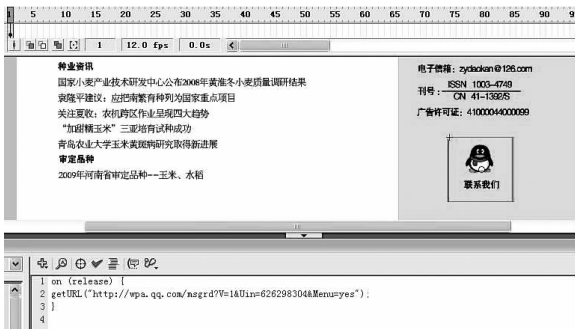 1 5 10 15 20 25 30 35 40 45 50 55 60 65 70 75 80 85 90 9
1 12.0 fps 0.0s
种业资讯
国家小麦产业技术研发中心公布2008年黄淮冬小麦质量调研结果
袁隆平建议：应把南繁育种列为国家重点项目
关注夏收：农机跨区作业呈现四大趋势
“加甜糯玉米”三亚培育试种成功
青岛农业大学玉米黄斑病研究取得新进展
审定品种
2009年河南省审定品种--玉米、水稻
电子信箱：zydaokan@126.com
刊号：ISSN 1003-4749
CN 41-1392/S
广告许可证：41000044000099
联系我们
1 on (release) {
2 getURL("http://wpa.qq.com/msgrd?V=1&Uin=626298304&Menu=yes");
3 }
4